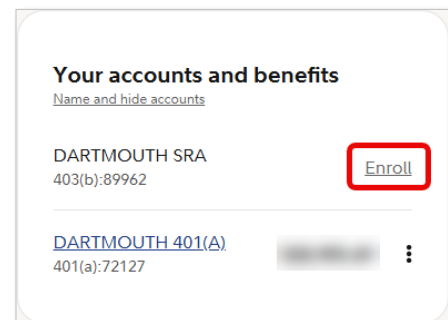 Your accounts and benefits
Name and hide accounts
DARTMOUTH SRA
403(b):89962
Enroll
DARTMOUTH 401(A)
401(a):72127